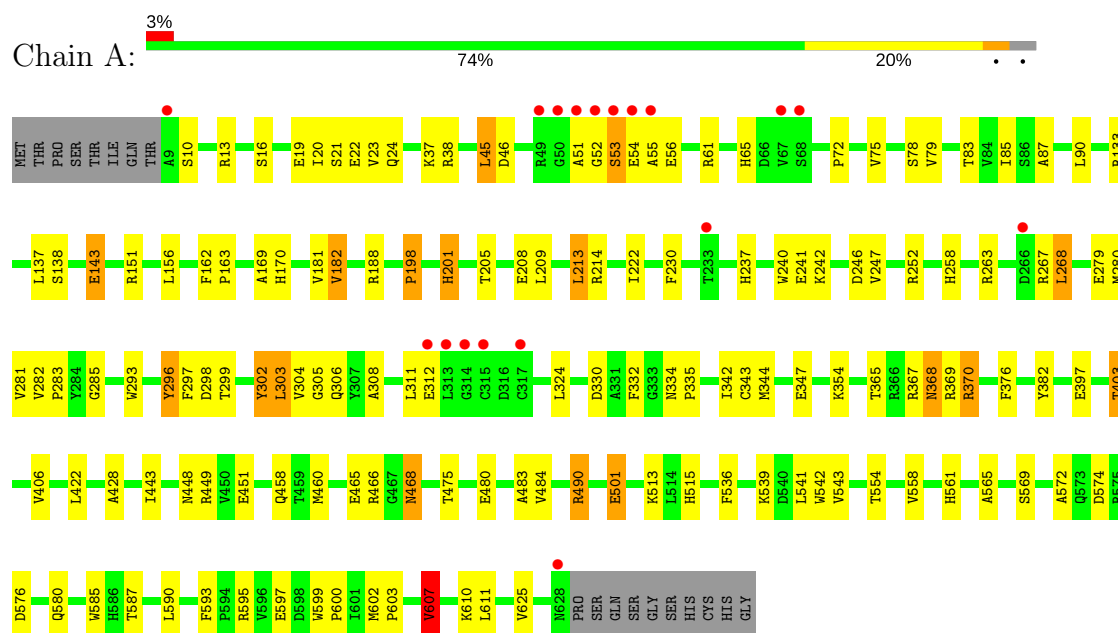 3%
Chain A:
74% 20% • •
MET THR PRO SER THR ILE GLN THR A9 S10 R13 S16 E19 I20 S21 E22 V23 Q24 K37 R38 L45 D46 R49 G50 A51 G52 S53 E54 A55 E56 R61 H65 D66 V67 S68 P72 V75 S78 V79 T83 V84 I85 S86 A87 L90 R133
L137 S138 E143 R151 L156 F162 P163 A169 H170 V181 V182 R188 P198 H201 T205 E208 L209 L213 R214 I222 F230 T233 H237 W240 E241 K242 D246 V247 R252 H258 R263 D266 R267 L268 E279 M280
V281 V282 P283 Y284 G285 W293 Y296 F297 D298 T299 Y302 L303 V304 G305 Q306 Y307 A308 L311 E312 L313 G314 C315 D316 C317 L324 D330 A331 F332 G333 N334 P335 I342 C343 M344 E347 K354 T365 R366 R367 N368 R369 R370 F376 Y382 E397 T403
V406 L422 A428 I443 N448 R449 V450 E451 Q458 T459 M460 E465 R466 G467 N468 T475 E480 A483 V484 R490 E501 K513 L514 H515 F536 K539 D540 L541 W542 V543 T554 V558 H561 A565 S569 A572 Q573 D574 R575
D576 Q580 W585 H586 T587 L590 F593 P594 R595 V596 E597 D598 W599 P600 I601 M602 P603 V607 K610 L611 V625 N628 PRO SER GLN SER GLY SER HIS CYS HIS GLY